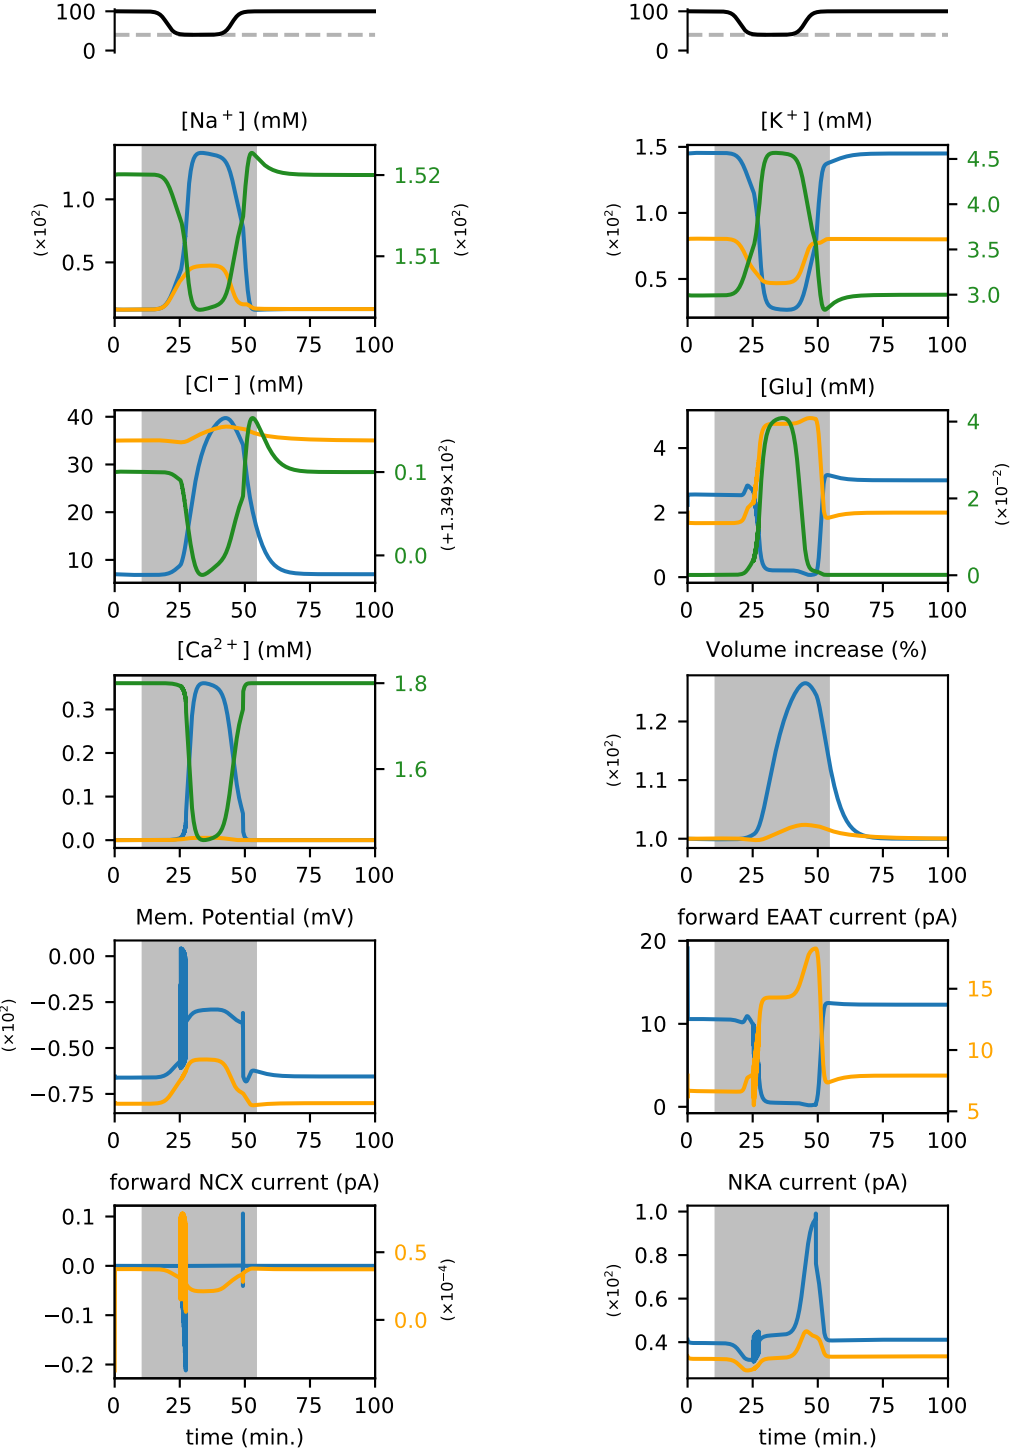 100
0
100
0
[Na⁺] (mM)
1.0
0.5
(×10²)
1.52
1.51
(×10²)
0 25 50 75 100
[K⁺] (mM)
1.5
1.0
0.5
(×10²)
4.5
4.0
3.5
3.0
0 25 50 75 100
[Cl⁻] (mM)
40
30
20
10
0.1
0.0
(+1.349×10²)
0 25 50 75 100
[Glu] (mM)
4
2
0
4
2
0
(×10⁻²)
0 25 50 75 100
[Ca²⁺] (mM)
0.3
0.2
0.1
0.0
1.8
1.6
0 25 50 75 100
Volume increase (%)
1.2
1.1
1.0
(×10²)
0 25 50 75 100
Mem. Potential (mV)
0.00
−0.25
−0.50
−0.75
(×10²)
0 25 50 75 100
forward EAAT current (pA)
20
10
0
15
10
5
0 25 50 75 100
forward NCX current (pA)
0.1
0.0
−0.1
−0.2
0.5
0.0
(×10⁻⁴)
0 25 50 75 100
time (min.)
NKA current (pA)
1.0
0.8
0.6
0.4
(×10²)
0 25 50 75 100
time (min.)